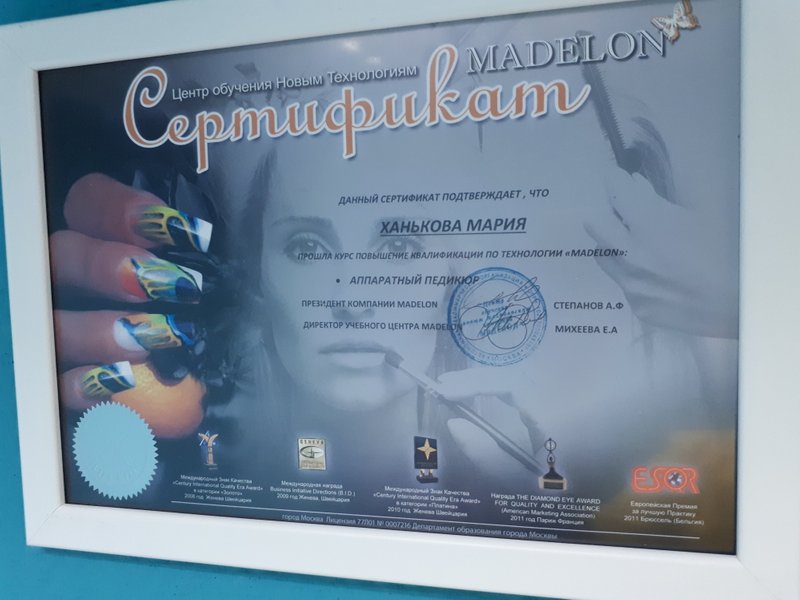 Центр обучения Новым Технологиям
MADELON
Сертификат
ДАННЫЙ СЕРТИФИКАТ ПОДТВЕРЖДАЕТ , ЧТО
ХАНЬКОВА МАРИЯ
ПРОШЛА КУРС ПОВЫШЕНИЕ КВАЛИФИКАЦИИ ПО ТЕХНОЛОГИИ «MADELON»:
• АППАРАТНЫЙ ПЕДИКЮР
ПРЕЗИДЕНТ КОМПАНИИ MADELON
СТЕПАНОВ А.Ф
ДИРЕКТОР УЧЕБНОГО ЦЕНТРА MADELON
МИХЕЕВА Е.А
Международный Знак Качества
«Century International Quality Era Award»
в категории «Золото»
2008 год Женева Швейцария
GENEVA
Международная награда
Business Initiative Directions (B.I.D.)
2009 год Женева, Швейцария
Международный Знак Качества
«Century International Quality Era Award»
в категории «Платина»
2010 год Женева Швейцария
Награда THE DIAMOND EYE AWARD
FOR QUALITY AND EXCELLENCE
(American Marketing Association)
2011 год Париж Франция
ESQR
Европейская Премия
за лучшую Практику
2011 Брюссель (Бельгия)
город Москва. Лицензия 77Л01 № 0007216 Департамент образования города Москвы